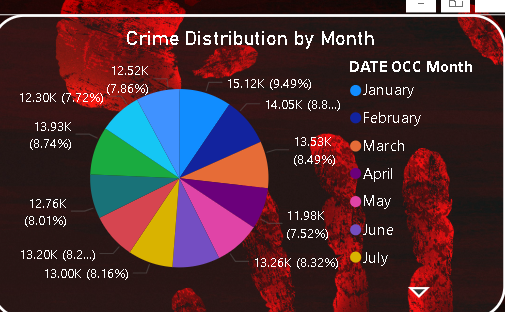 Crime Distribution by Month
12.52K
(7.86%)
12.30K (7.72%)
13.93K
(8.74%)
12.76K
(8.01%)
13.20K (8.2...)
13.00K (8.16%)
15.12K (9.49%)
14.05K (8.8...)
13.53K
(8.49%)
11.98K
(7.52%)
13.26K (8.32%)
DATE OCC Month
January
February
March
April
May
June
July